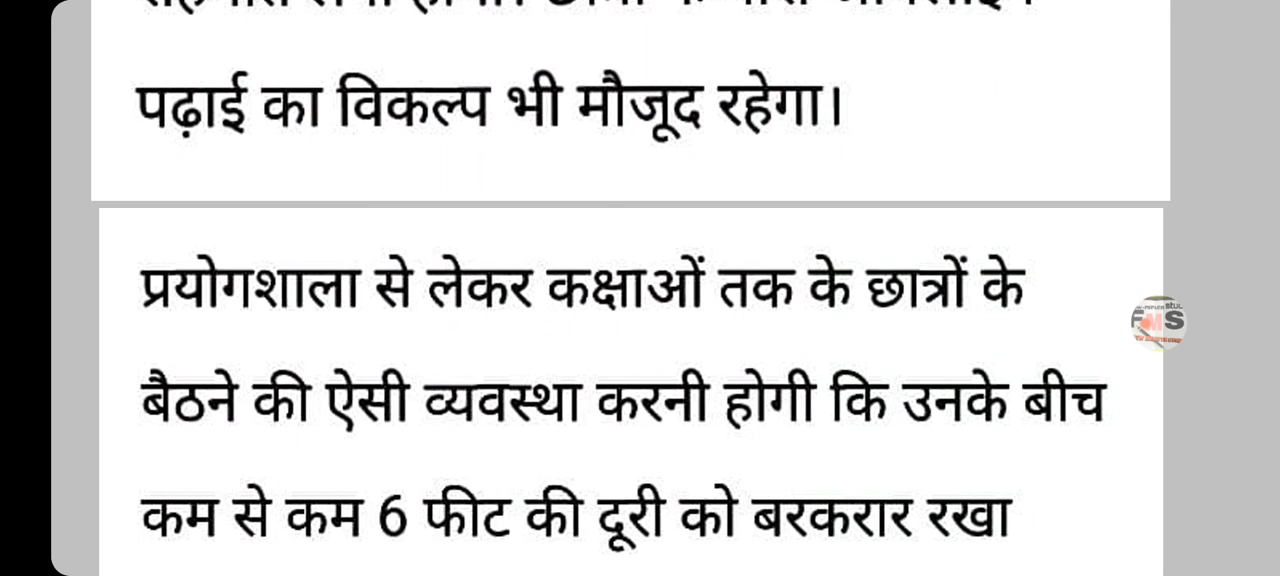 पढ़ाई का विकल्प भी मौजूद रहेगा।
प्रयोगशाला से लेकर कक्षाओं तक के छात्रों के
बैठने की ऐसी व्यवस्था करनी होगी कि उनके बीच
कम से कम 6 फीट की दूरी को बरकरार रखा